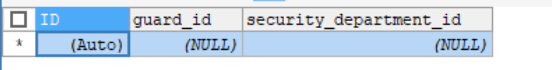 ID guard_id security_department_id
* (Auto) (NULL) (NULL)